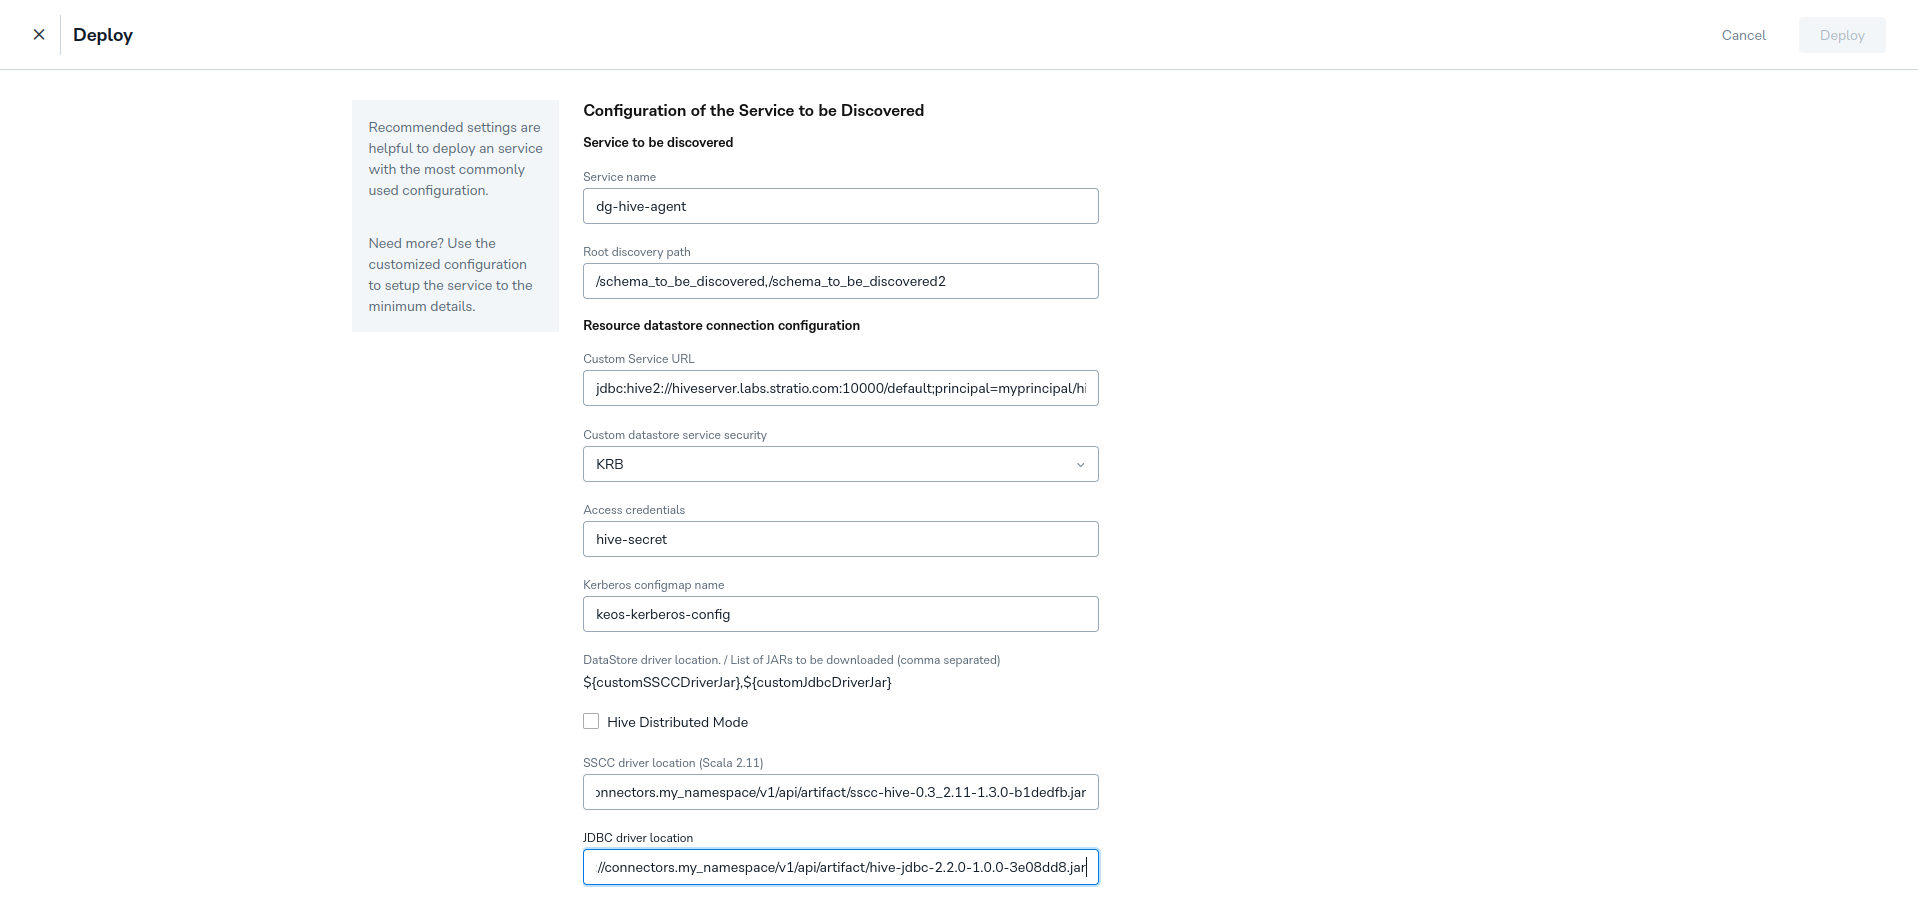 Deploy
Cancel
Deploy
Recommended settings are
helpful to deploy an service
with the most commonly
used configuration.
Need more? Use the
customized configuration
to setup the service to the
minimum details.
Configuration of the Service to be Discovered
Service to be discovered
Service name
dg-hive-agent
Root discovery path
/schema_to_be_discovered,/schema_to_be_discovered2
Resource datastore connection configuration
Custom Service URL
jdbc:hive2://hiveserver.labs.stratio.com:10000/default;principal=myprincipal/hi
Custom datastore service security
KRB
Access credentials
hive-secret
Kerberos configmap name
keos-kerberos-config
DataStore driver location. / List of JARs to be downloaded (comma separated)
${customSSCCDriverJar},${customJdbcDriverJar}
Hive Distributed Mode
SSCC driver location (Scala 2.11)
onnectors.my_namespace/v1/api/artifact/sscc-hive-0.3_2.11-1.3.0-b1dedfb.jar
JDBC driver location
://connectors.my_namespace/v1/api/artifact/hive-jdbc-2.2.0-1.0.0-3e08dd8.jar